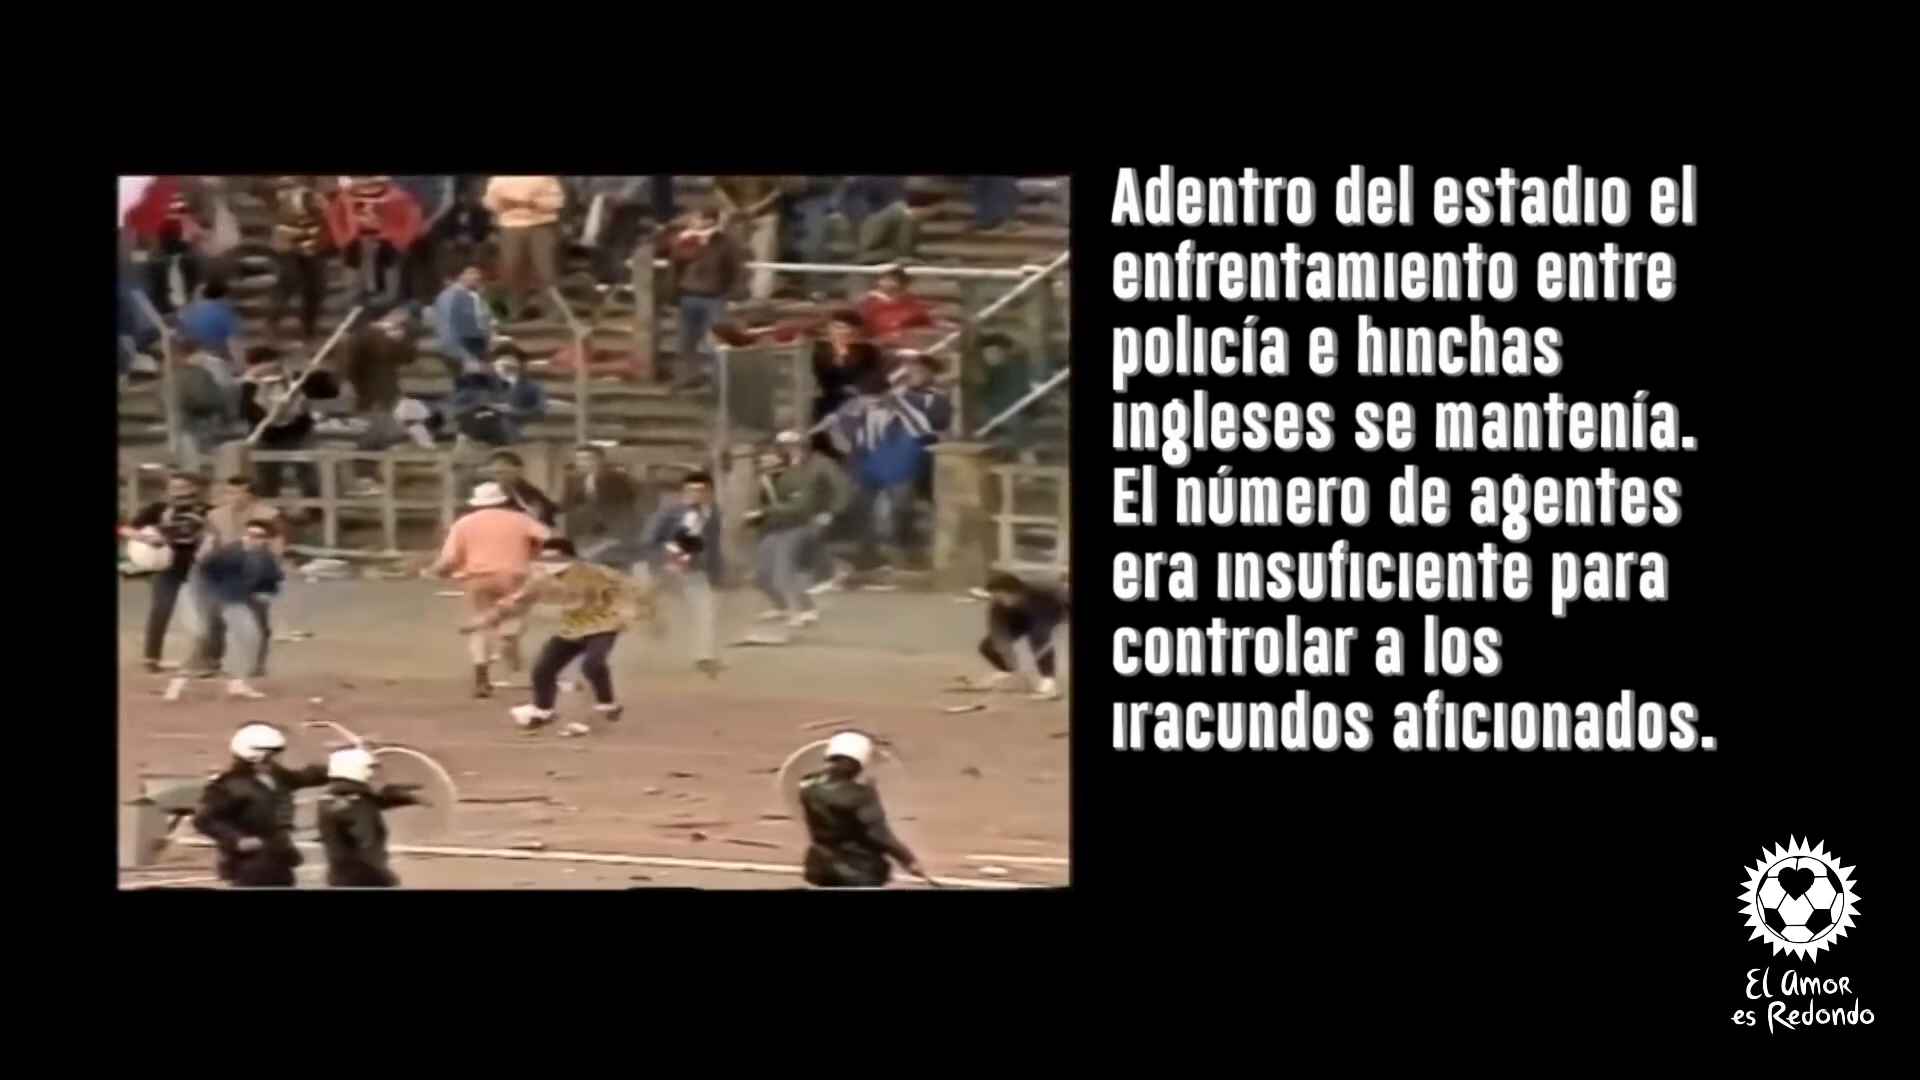 Adentro del estadio el
enfrentamiento entre
policía e hinchas
ingleses se mantenía.
El número de agentes
era insuficiente para
controlar a los
iracundos aficionados.
El Amor
es Redondo